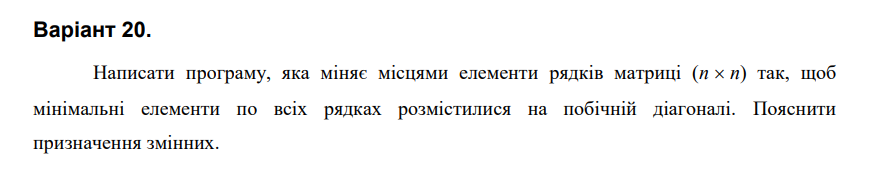 Варіант 20.
Написати програму, яка міняє місцями елементи рядків матриці (n × n) так, щоб
мінімальні елементи по всіх рядках розмістилися на побічній діагоналі. Пояснити
призначення змінних.